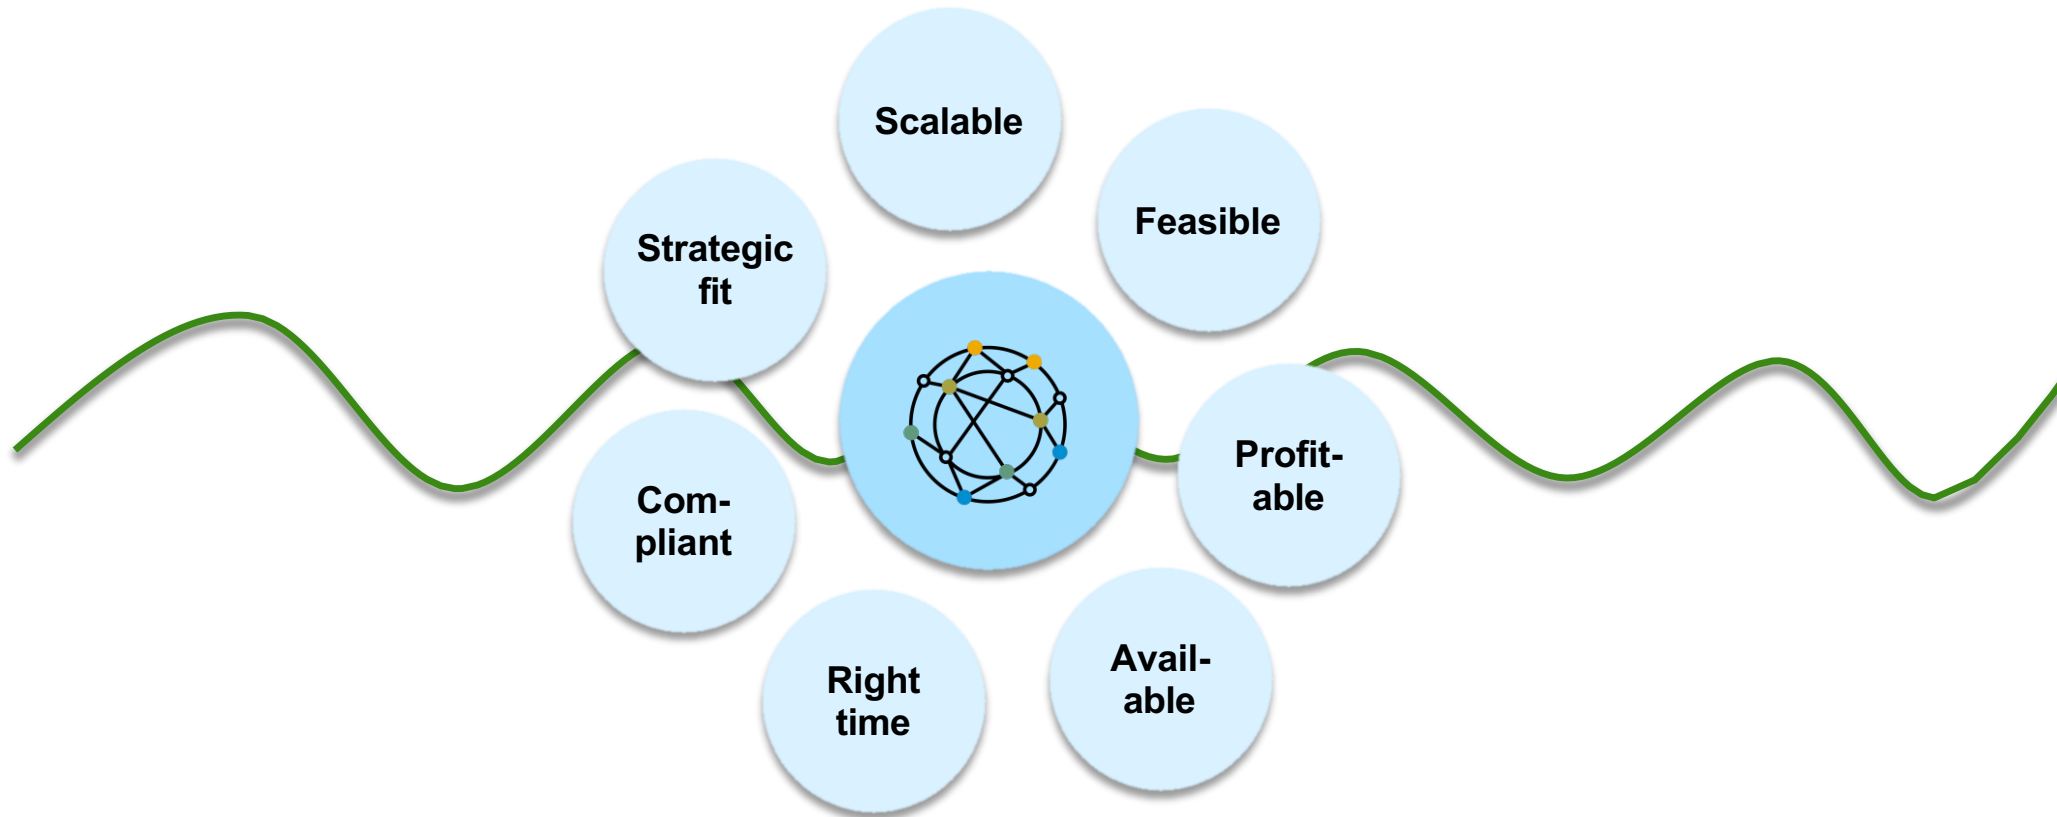 Scalable
Feasible
Strategic
fit
Profit-
able
Com-
pliant
Avail-
able
Right
time